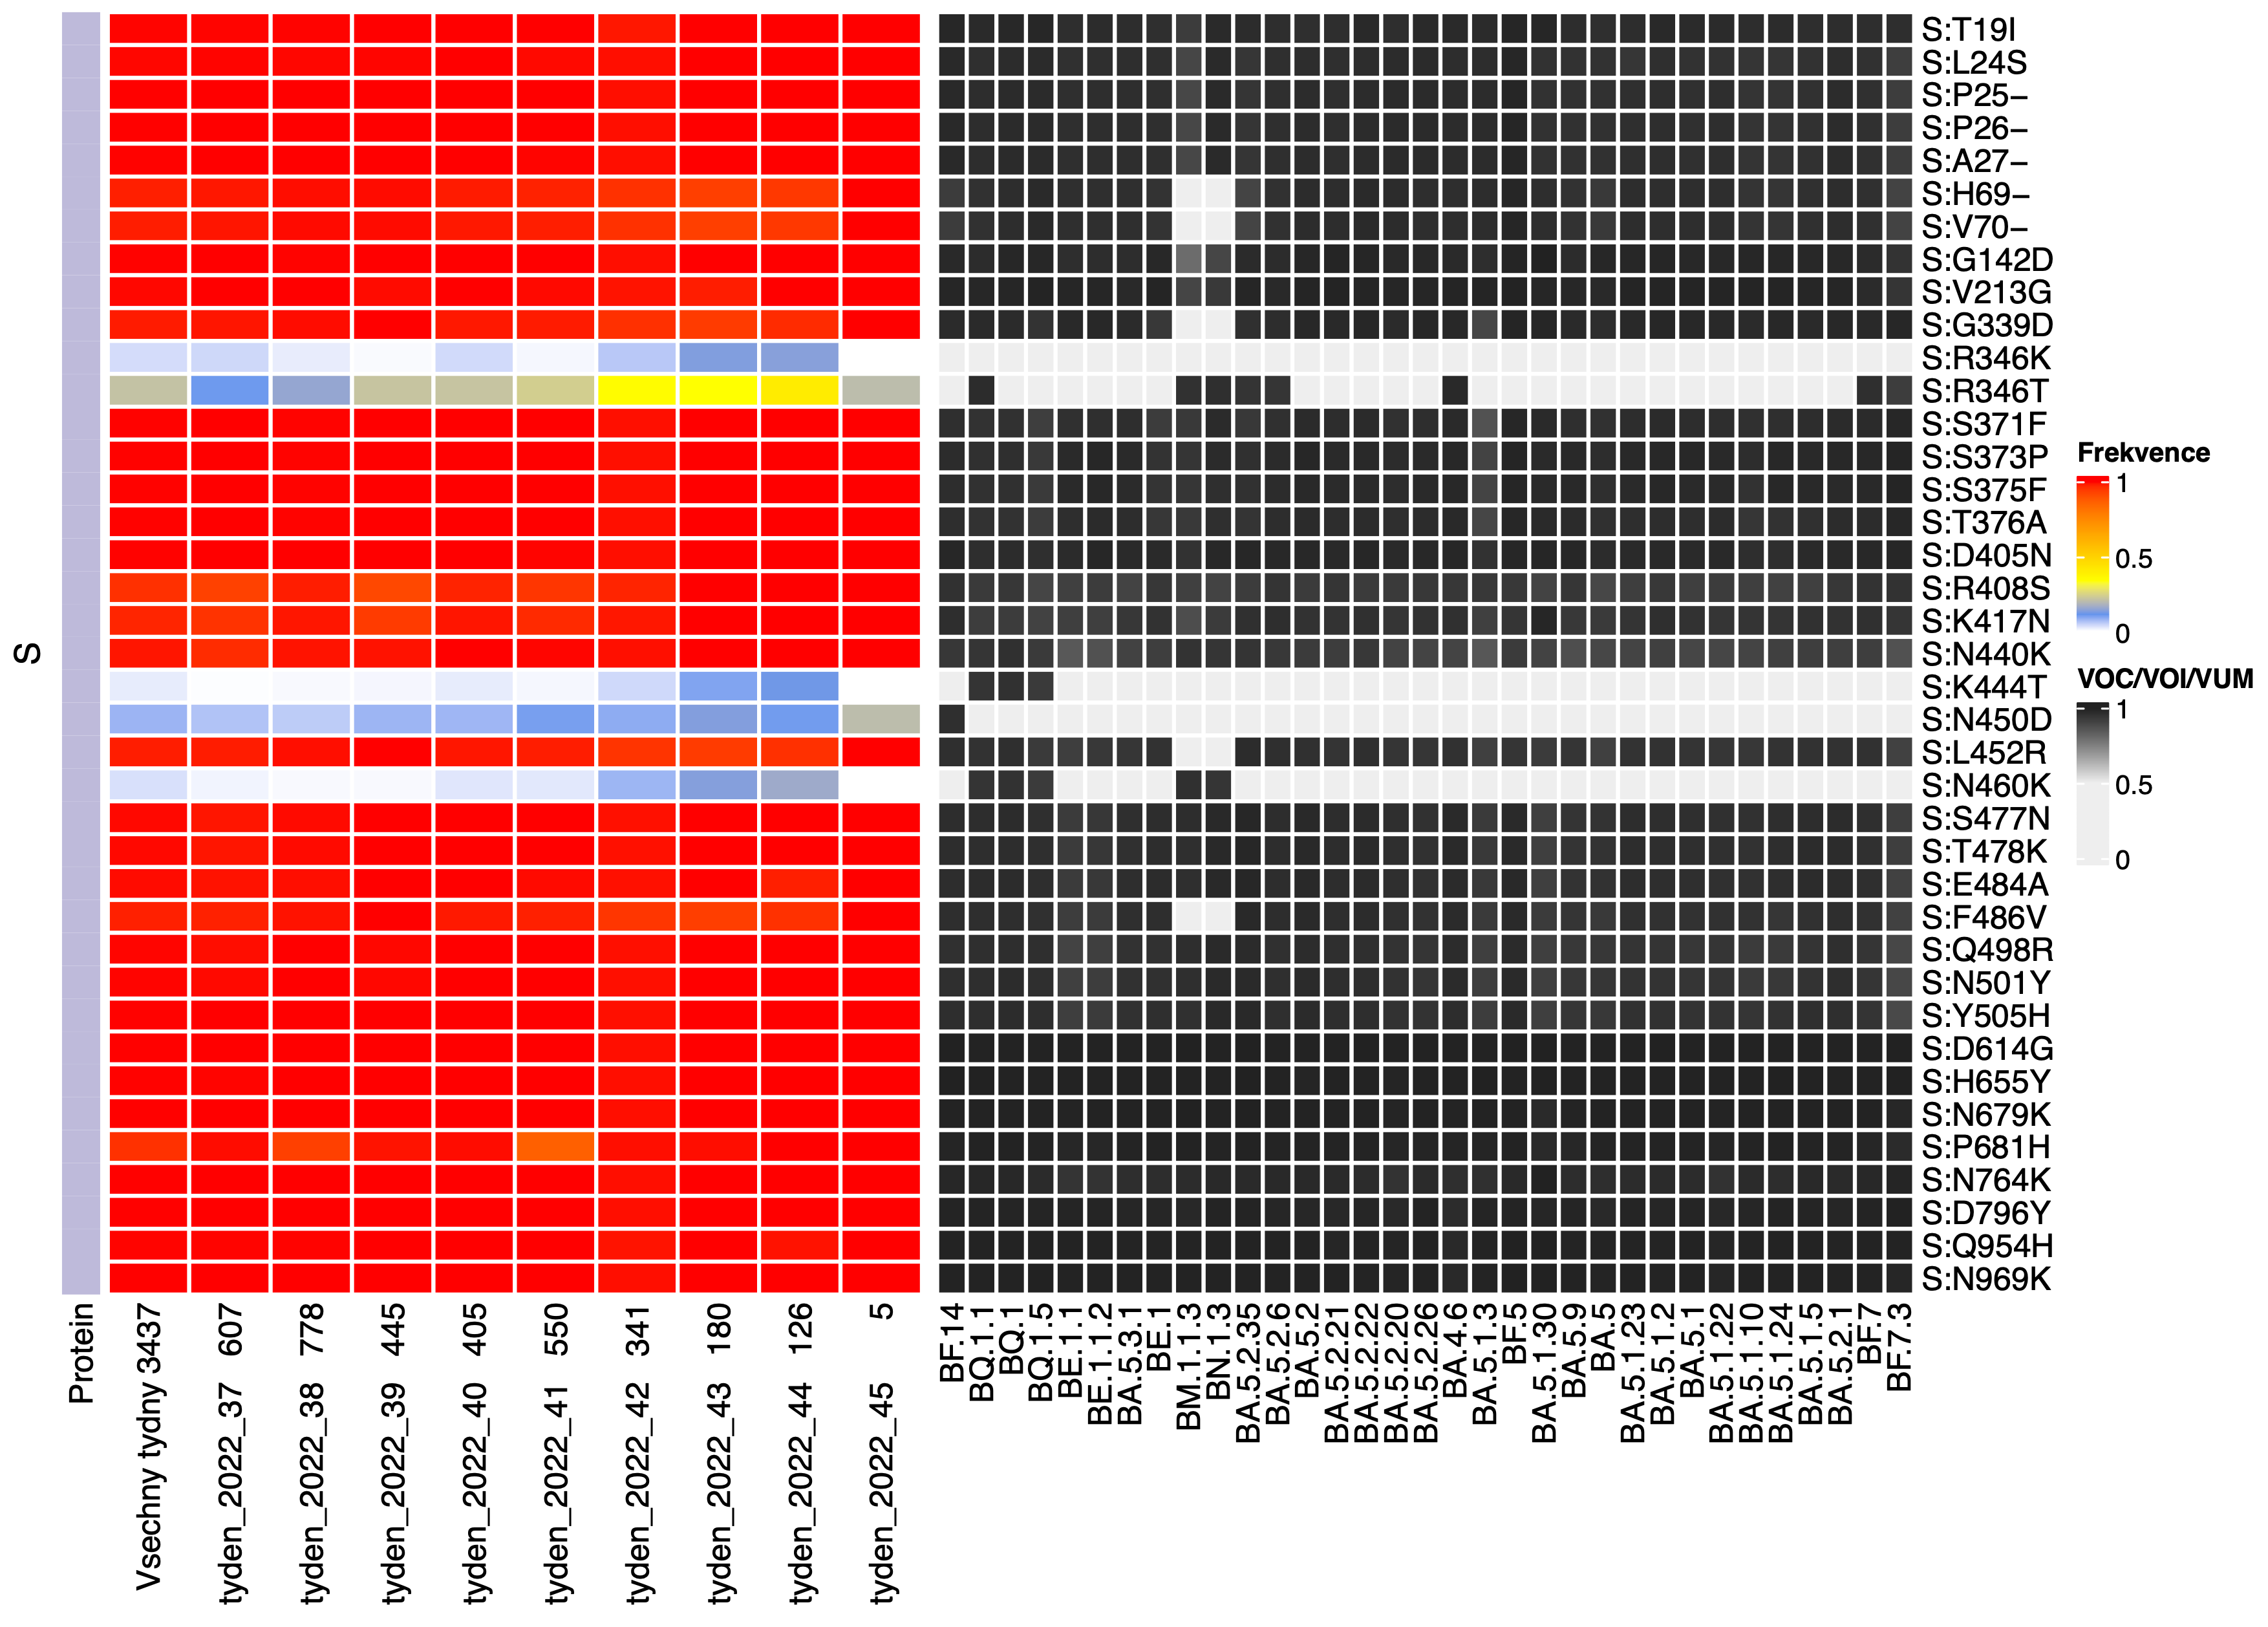 S:T19I
S:L24S
S:P25−
S:P26−
S:A27−
S:H69−
S:V70−
S:G142D
S:V213G
S:G339D
S:R346K
S:R346T
S:S371F
S:S373P
S:S375F
S:T376A
S:D405N
S:R408S
S:K417N
S:N440K
S:K444T
S:N450D
S:L452R
S:N460K
S:S477N
S:T478K
S:E484A
S:F486V
S:Q498R
S:N501Y
S:Y505H
S:D614G
S:H655Y
S:N679K
S:P681H
S:N764K
S:D796Y
S:Q954H
S:N969K
S
Frekvence
1
0.5
0
VOC/VOI/VUM
1
0.5
0
Protein
Vsechny tydny 3437
tyden_2022_37 607
tyden_2022_38 778
tyden_2022_39 445
tyden_2022_40 405
tyden_2022_41 550
tyden_2022_42 341
tyden_2022_43 180
tyden_2022_44 126
tyden_2022_45 5
BF.14
BQ.1.1
BQ.1
BQ.1.5
BE.1.1
BE.1.1.2
BA.5.3.1
BE.1
BM.1.1.3
BN.1.3
BA.5.2.35
BA.5.2.6
BA.5.2
BA.5.2.21
BA.5.2.22
BA.5.2.20
BA.5.2.26
BA.4.6
BA.5.1.3
BF.5
BA.5.1.30
BA.5.9
BA.5
BA.5.1.23
BA.5.1.2
BA.5.1
BA.5.1.22
BA.5.1.10
BA.5.1.24
BA.5.1.5
BA.5.2.1
BF.7
BF.7.3